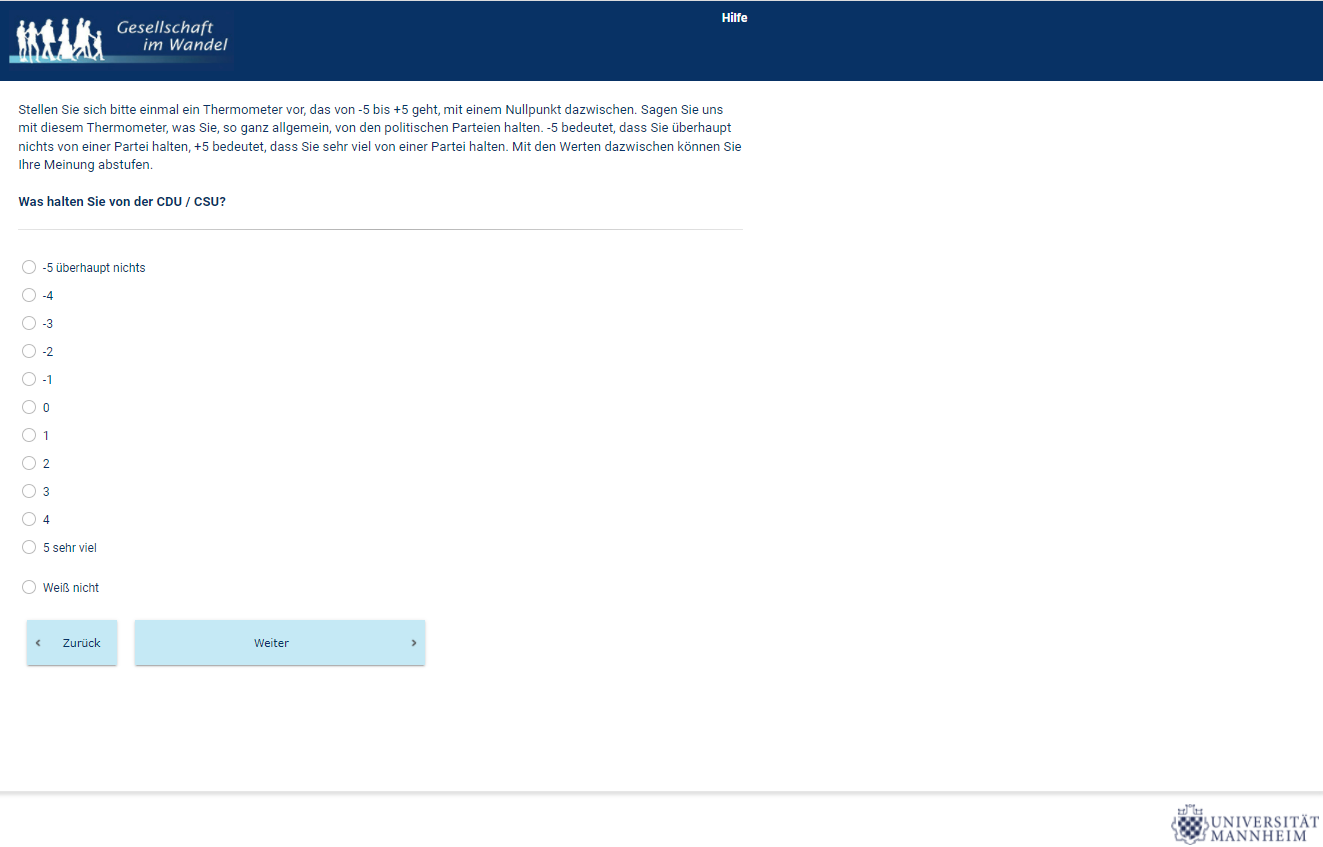 Gesellschaft
im Wandel
Hilfe
Stellen Sie sich bitte einmal ein Thermometer vor, das von -5 bis +5 geht, mit einem Nullpunkt dazwischen. Sagen Sie uns
mit diesem Thermometer, was Sie, so ganz allgemein, von den politischen Parteien halten. -5 bedeutet, dass Sie überhaupt
nichts von einer Partei halten, +5 bedeutet, dass Sie sehr viel von einer Partei halten. Mit den Werten dazwischen können Sie
Ihre Meinung abstufen.
Was halten Sie von der CDU / CSU?
-5 überhaupt nichts
-4
-3
-2
-1
0
1
2
3
4
5 sehr viel
Weiß nicht
‹ Zurück
Weiter ›
UNIVERSITÄT
MANNHEIM